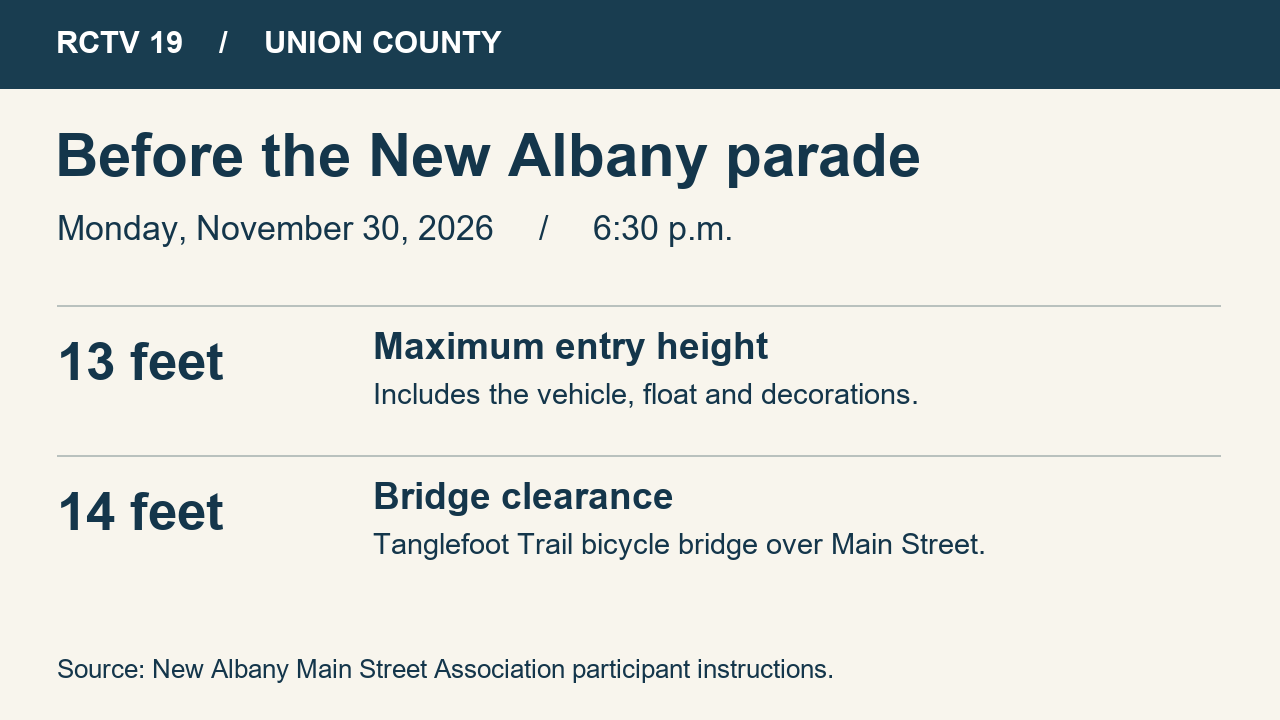 RCTV 19 / UNION COUNTY
Before the New Albany parade
Monday, November 30, 2026 / 6:30 p.m.
13 feet
Maximum entry height
Includes the vehicle, float and decorations.
14 feet
Bridge clearance
Tanglefoot Trail bicycle bridge over Main Street.
Source: New Albany Main Street Association participant instructions.